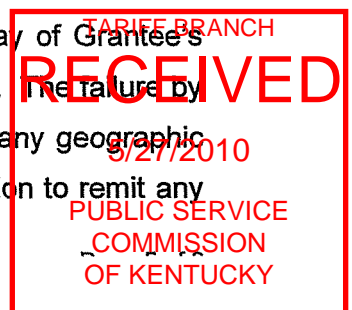 TARIFF BRANCH
ay of Grantee's
RECEIVED
. The failure by
any geographic
5/27/2010
on to remit any
PUBLIC SERVICE
COMMISSION
OF KENTUCKY